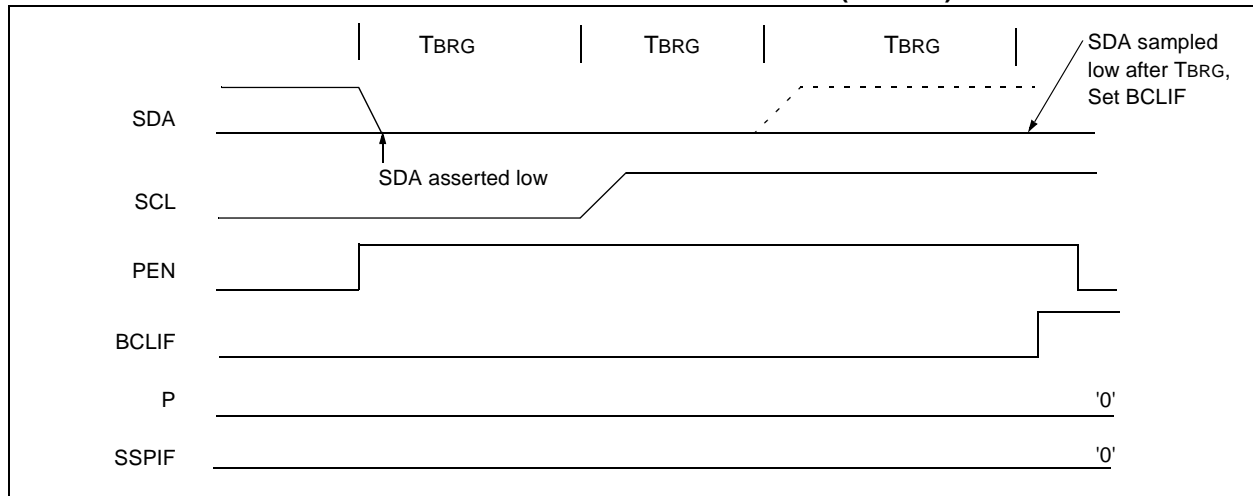 TBRG TBRG TBRG
SDA sampled
low after TBRG,
Set BCLIF
SDA
SDA asserted low
SCL
PEN
BCLIF
P '0'
SSPIF '0'